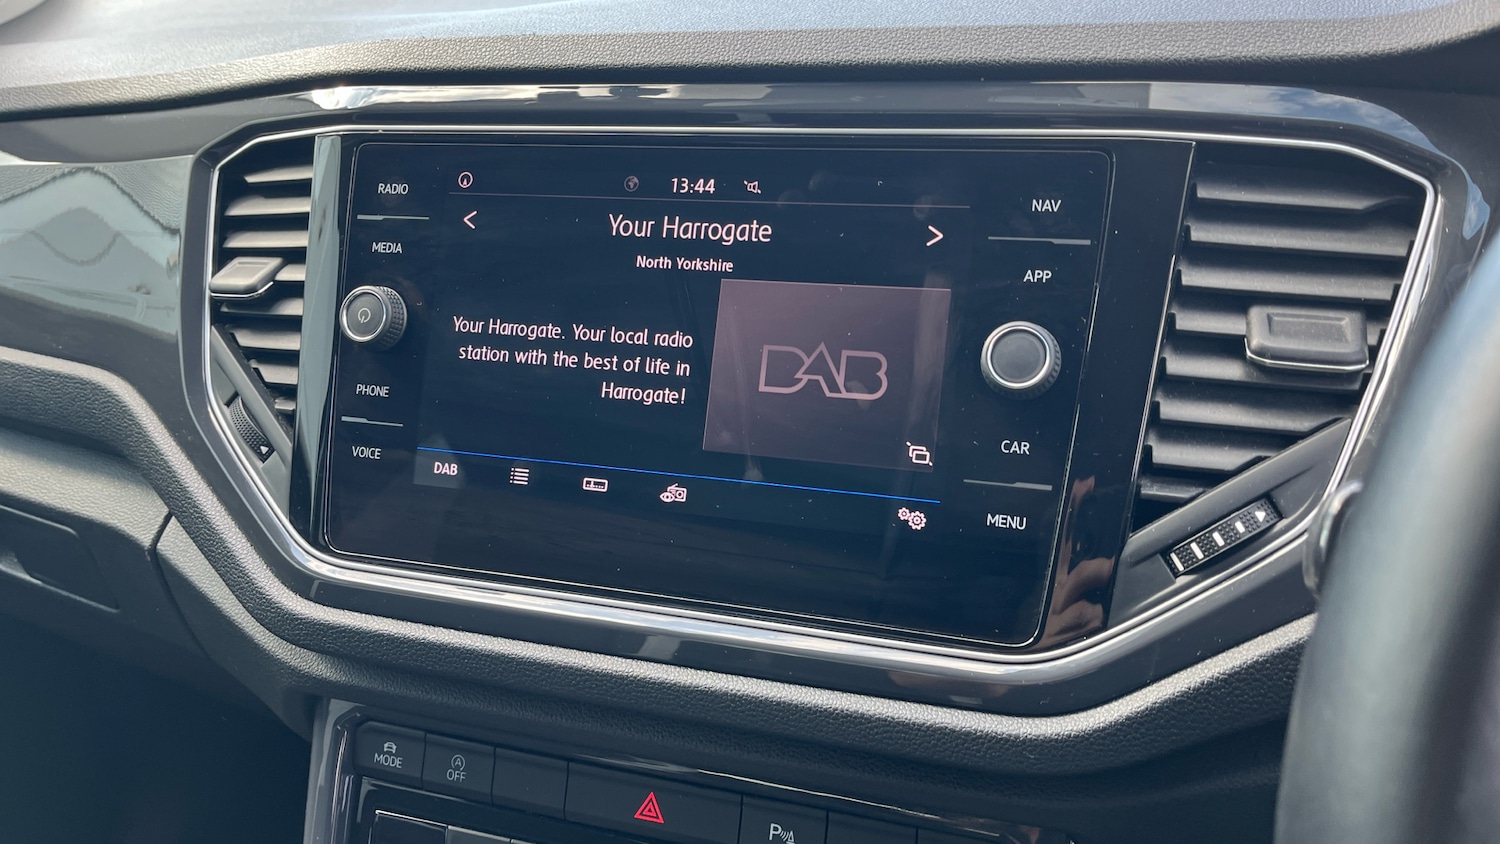 RADIO
MEDIA
PHONE
VOICE
13:44
Your Harrogate
North Yorkshire
Your Harrogate. Your local radio
station with the best of life in
Harrogate!
DAB
DAB
NAV
APP
CAR
MENU
MODE
A
OFF
P